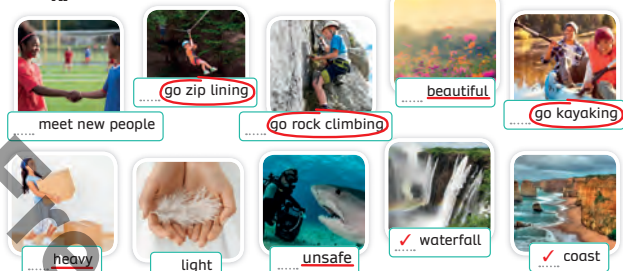 go zip lining
beautiful
meet new people
go rock climbing
go kayaking
heavy
light
unsafe
✓ waterfall
✓ coast